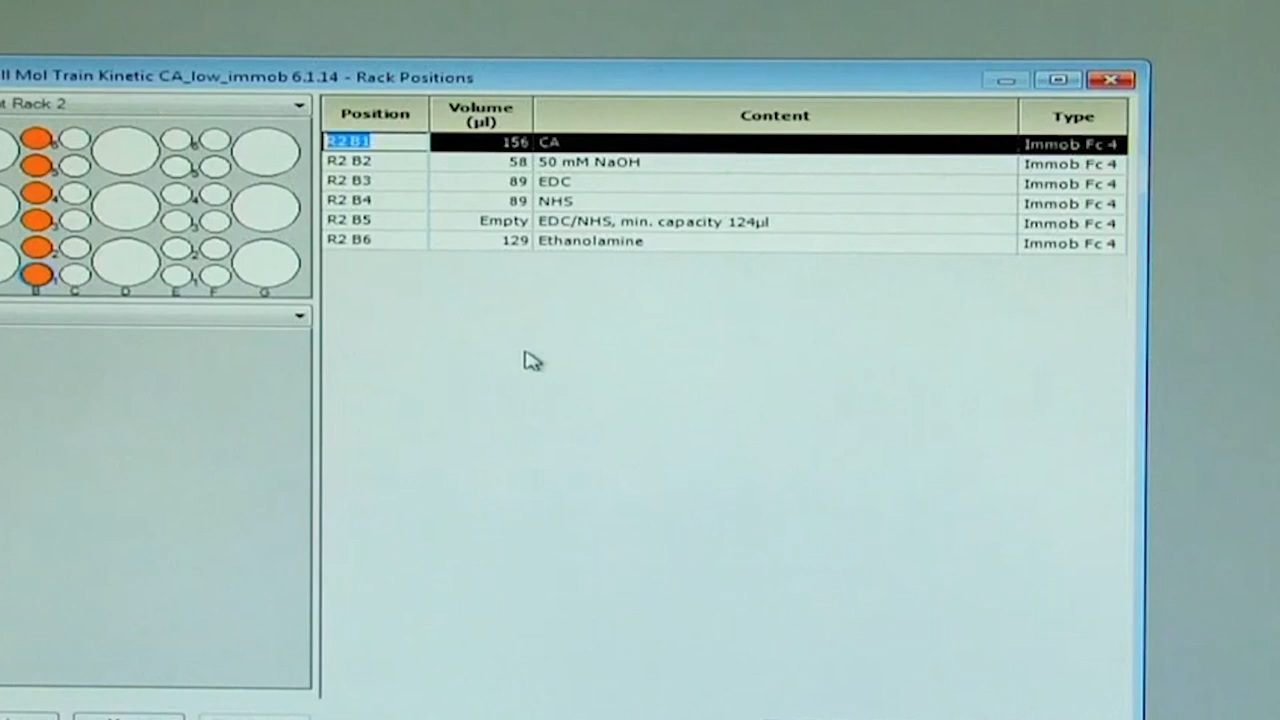 ll Mol Train Kinetic CA_low_immob 6.1.14 - Rack Positions
t Rack 2
Position Volume (µl) Content Type
R2 B1 156 CA Immob Fc 4
R2 B2 58 50 mM NaOH Immob Fc 4
R2 B3 89 EDC Immob Fc 4
R2 B4 89 NHS Immob Fc 4
R2 B5 Empty EDC/NHS, min. capacity 124µl Immob Fc 4
R2 B6 129 Ethanolamine Immob Fc 4
B C D E F G